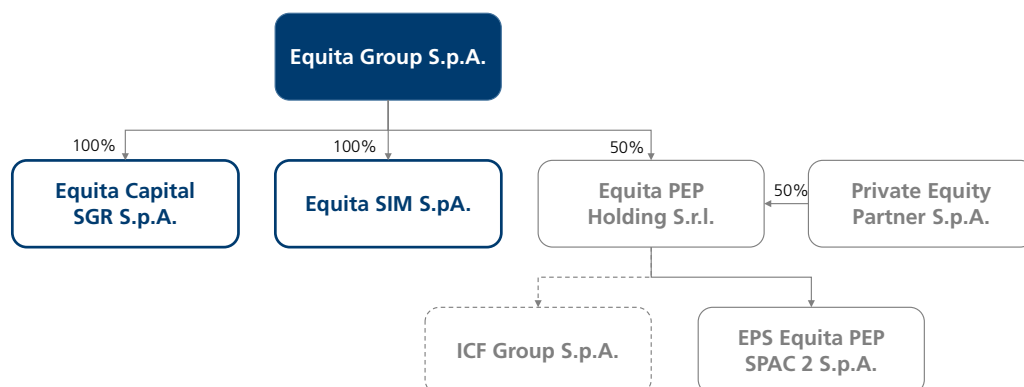 Equita Group S.p.A.
100%
100%
50%
Equita Capital
SGR S.p.A.
Equita SIM S.pA.
Equita PEP
Holding S.r.l.
50%
Private Equity
Partner S.p.A.
ICF Group S.p.A.
EPS Equita PEP
SPAC 2 S.p.A.